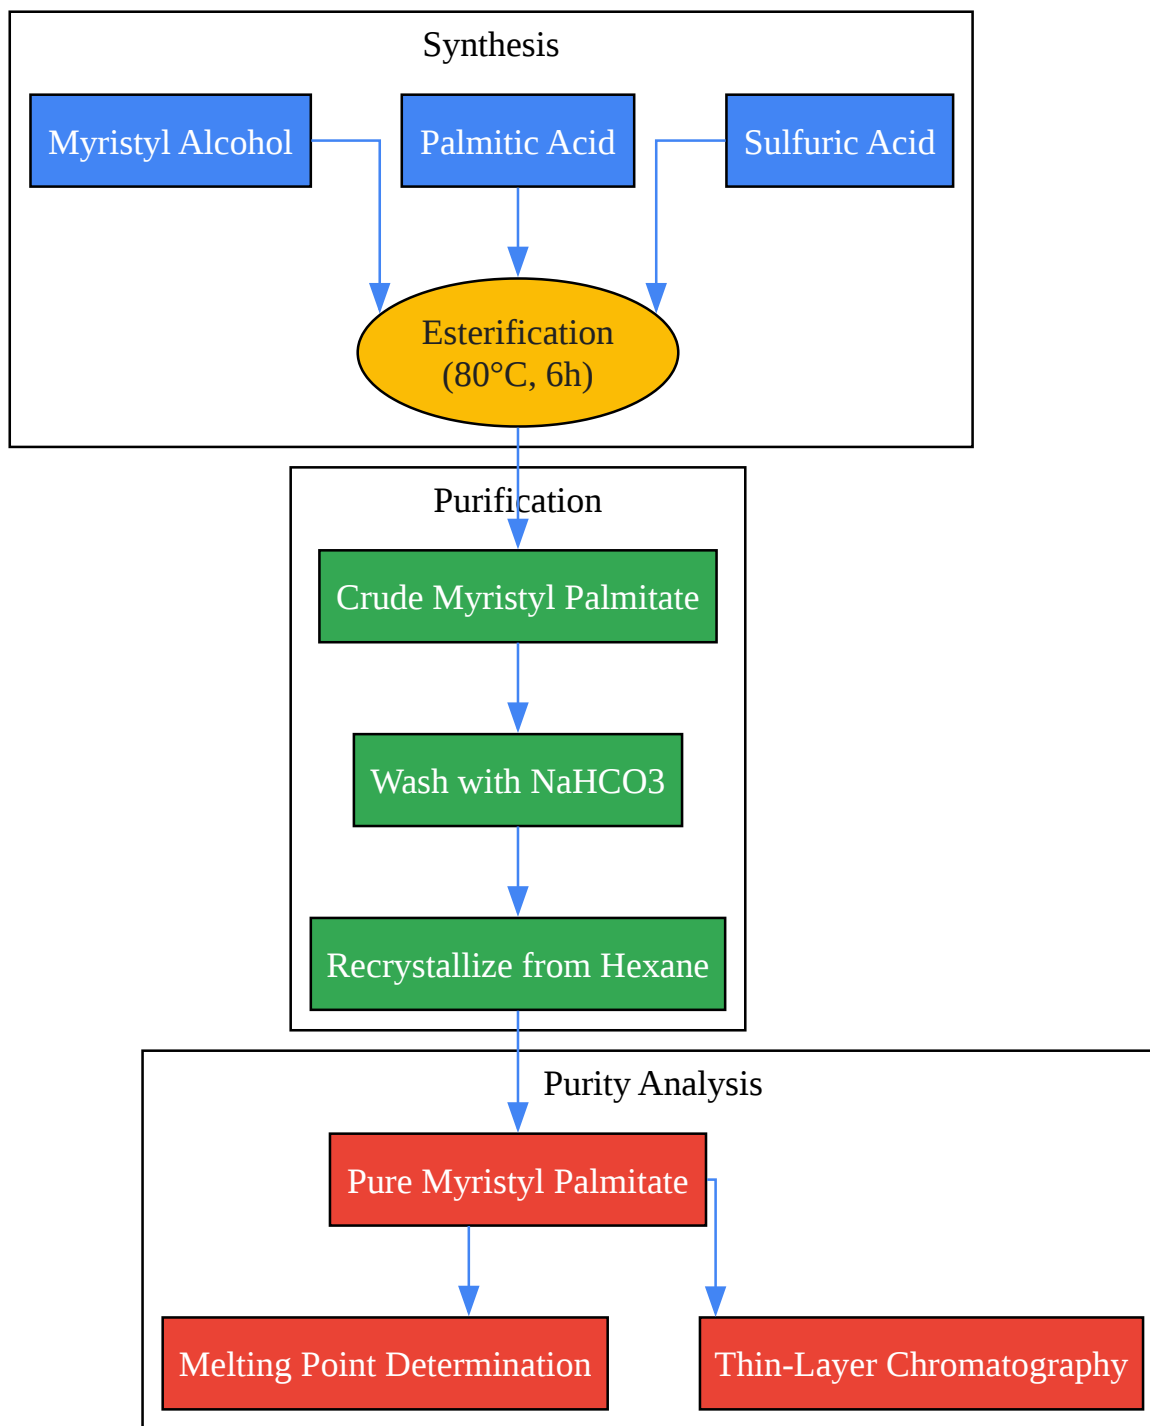 Synthesis
Myristyl Alcohol
Palmitic Acid
Sulfuric Acid
Esterification
(80°C, 6h)
Purification
Crude Myristyl Palmitate
Wash with NaHCO3
Recrystallize from Hexane
Purity Analysis
Pure Myristyl Palmitate
Melting Point Determination
Thin-Layer Chromatography